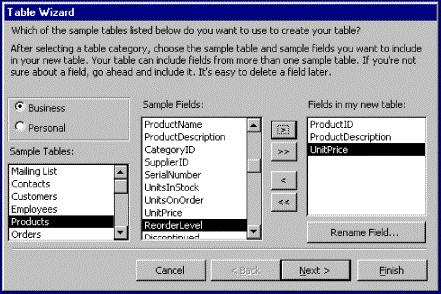 Table Wizard
Which of the sample tables listed below do you want to use to create your table?
After selecting a table category, choose the sample table and sample fields you want to include
in your new table. Your table can include fields from more than one sample table. If you're not
sure about a field, go ahead and include it. It's easy to delete a field later.
Business
Personal
Sample Tables:
Mailing List
Contacts
Customers
Employees
Products
Orders
Sample Fields:
ProductName
ProductDescription
CategoryID
SupplierID
SerialNumber
UnitsInStock
UnitsOnOrder
UnitPrice
ReorderLevel
Discontinued
>
>>
<
<<
Fields in my new table:
ProductID
ProductDescription
UnitPrice
Rename Field...
Cancel
< Back
Next >
Finish